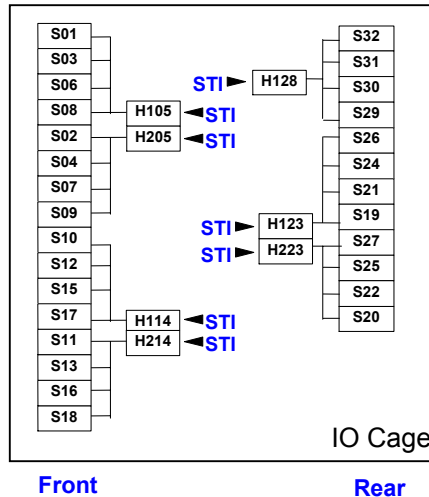 S01
S03
S06
S08
S02
S04
S07
S09
S10
S12
S15
S17
S11
S13
S16
S18
H105
STI
H205
STI
H114
STI
H214
STI
STI
H128
STI
H123
STI
H223
S32
S31
S30
S29
S26
S24
S21
S19
S27
S25
S22
S20
IO Cage
Front
Rear